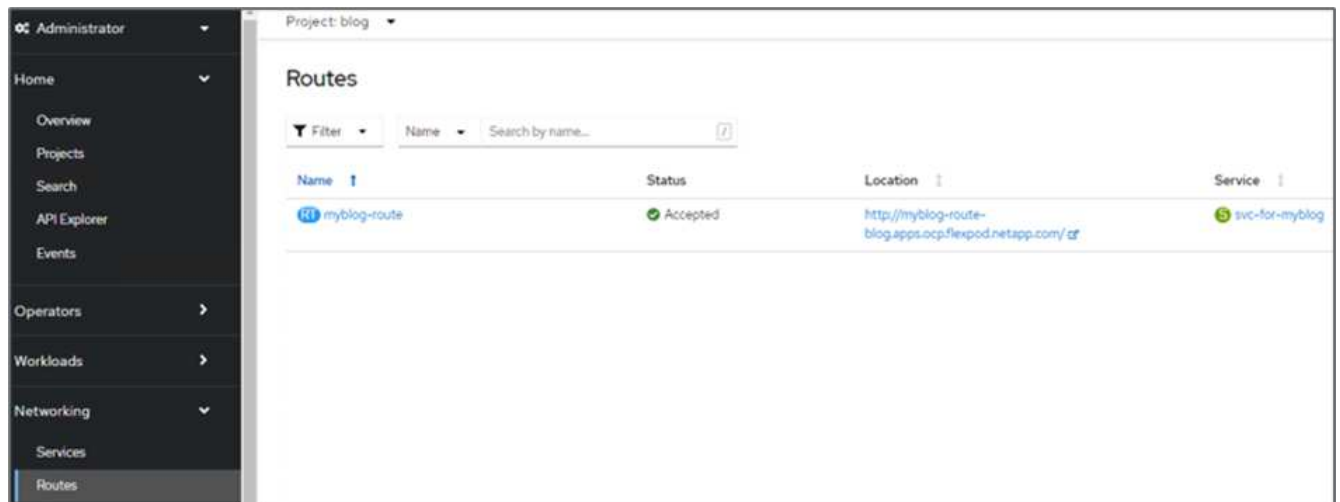 Administrator
Project: blog
Home
Overview
Projects
Search
API Explorer
Events
Operators
Workloads
Networking
Services
Routes
Routes
Filter
Name
Search by name...
/
Name
Status
Location
Service
RT myblog-route
Accepted
http://myblog-route-
blog.apps.ocp.flexpod.netapp.com/
S svc-for-myblog